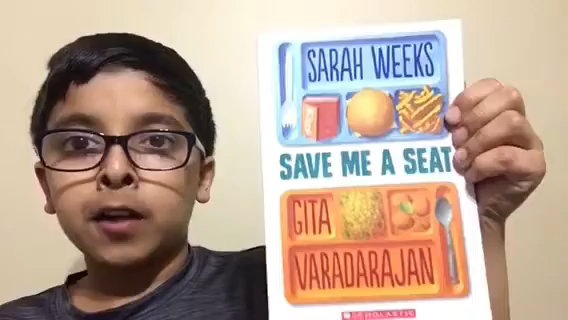 SARAH WEEKS
SAVE ME A SEAT
GITA
VARADARAJAN
SCHOLASTIC